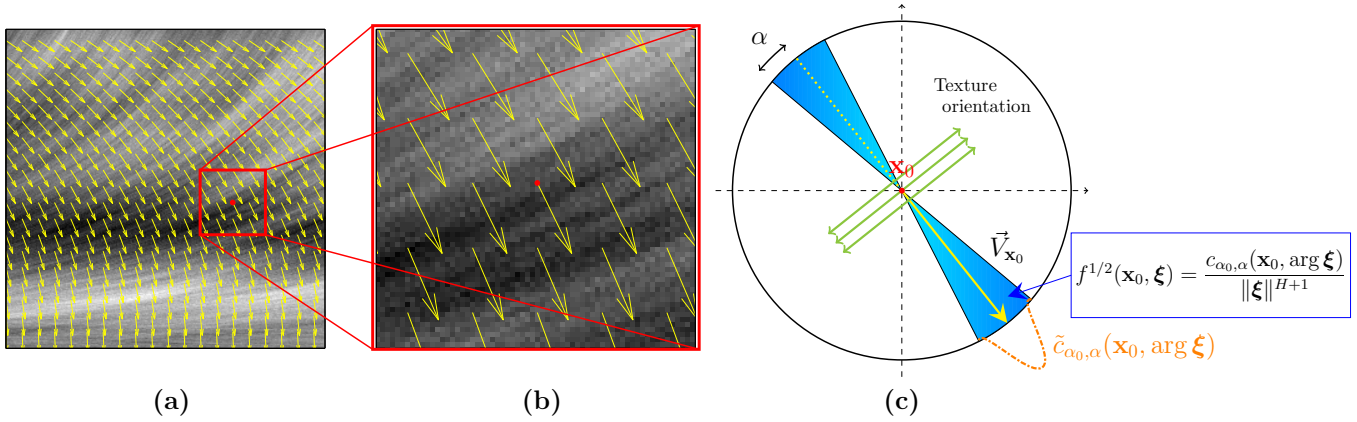 α
Texture
orientation
x₀
V⃗ₓ₀
f^{1/2}(x₀, ξ) = c_{α₀,α}(x₀, arg ξ) / ‖ξ‖^{H+1}
c̃_{α₀,α}(x₀, arg ξ)
(a)
(b)
(c)